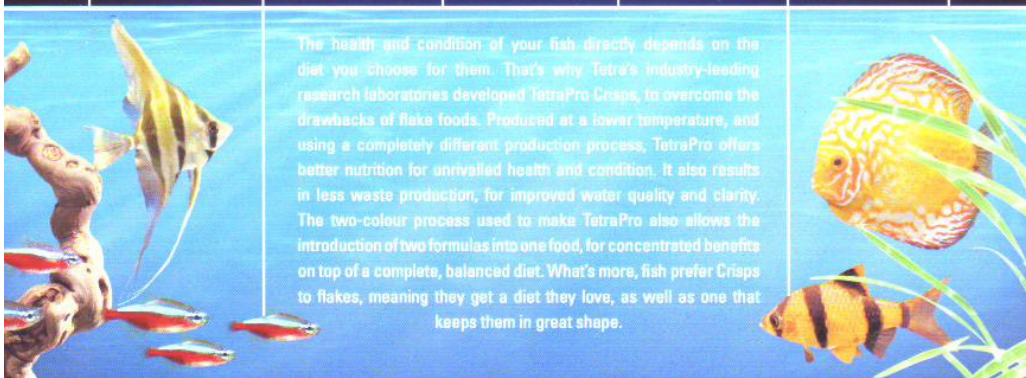 The health and condition of your fish directly depends on the
diet you choose for them. That's why Tetra's industry-leading
research laboratories developed TetraPro Crisps, to overcome the
drawbacks of flake foods. Produced at a lower temperature, and
using a completely different production process, TetraPro offers
better nutrition for unrivalled health and condition. It also results
in less waste production, for improved water quality and clarity.
The two-colour process used to make TetraPro also allows the
introduction of two formulas into one food, for concentrated benefits
on top of a complete, balanced diet. What's more, fish prefer Crisps
to flakes, meaning they get a diet they love, as well as one that
keeps them in great shape.